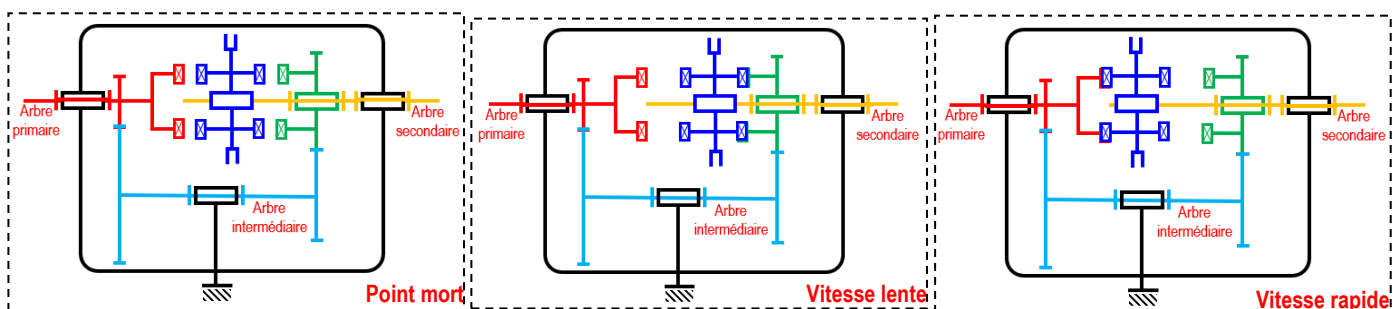 Arbre
primaire
Arbre
secondaire
Arbre
intermédiaire
Point mort
Arbre
primaire
Arbre
secondaire
Arbre
intermédiaire
Vitesse lente
Arbre
primaire
Arbre
secondaire
Arbre
intermédiaire
Vitesse rapide